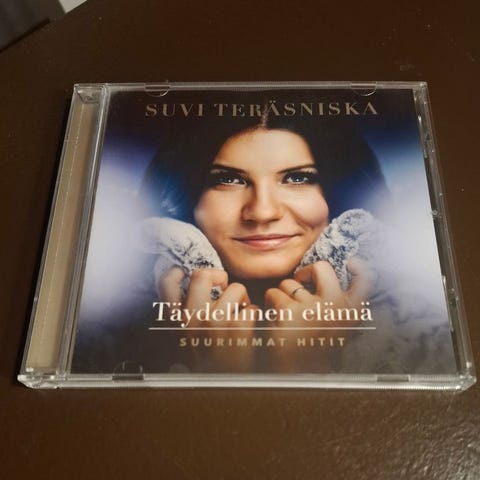 SUVI TERÄSNISKA
Täydellinen elämä
SUURIMMAT HITIT